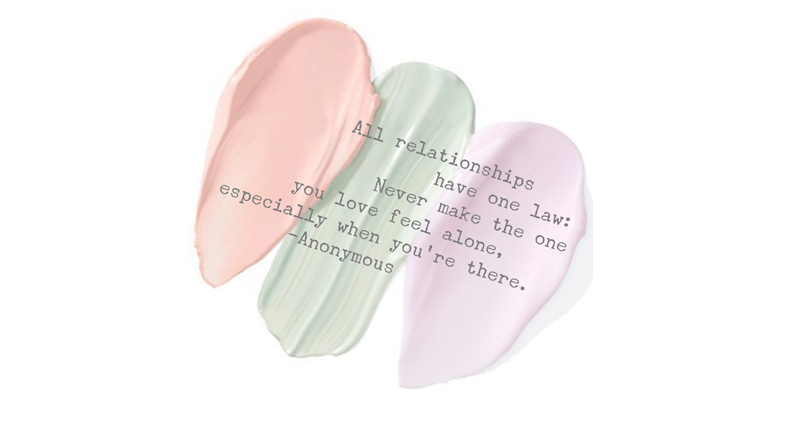 All relationships
have one law:
Never make the one
you love feel alone,
especially when you're there.
-Anonymous